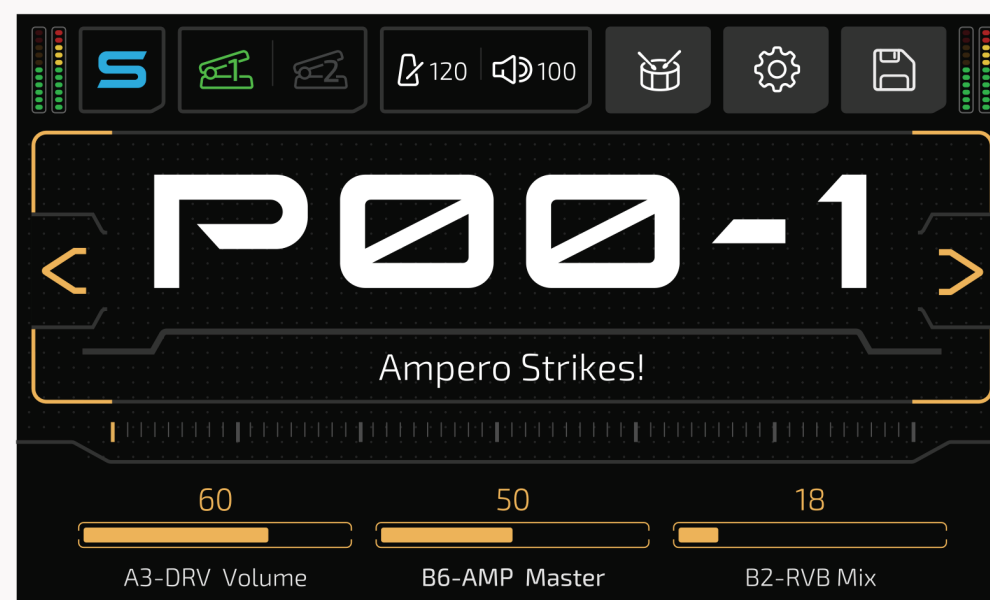 S 1 2 120 100
P00-1
Ampero Strikes!
60 50 18
A3-DRV Volume B6-AMP Master B2-RVB Mix